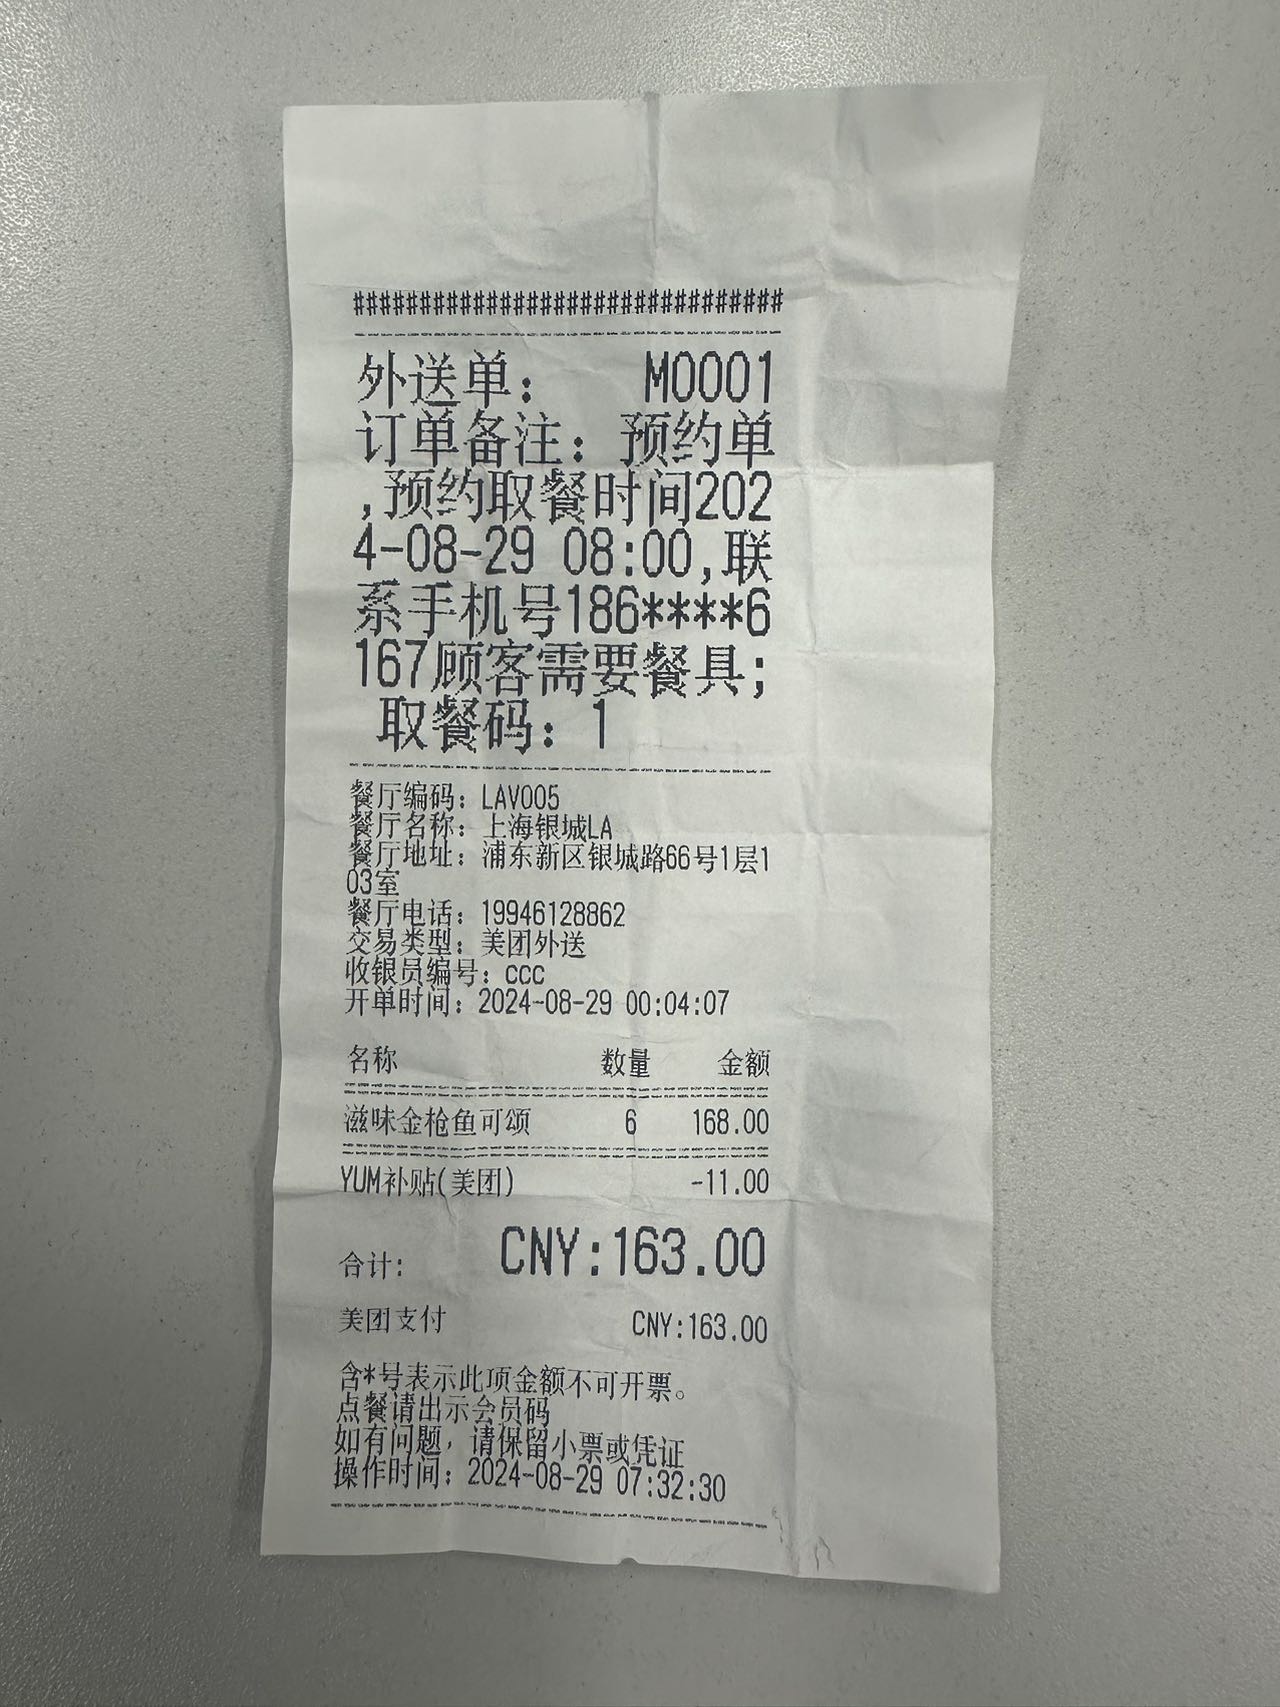 ################################
外送单： M0001
订单备注：预约单
,预约取餐时间202
4-08-29 08:00,联
系手机号186****6
167顾客需要餐具;
取餐码：1
餐厅编码：LAV005
餐厅名称：上海银城LA
餐厅地址：浦东新区银城路66号1层1
03室
餐厅电话：19946128862
交易类型：美团外送
收银员编号：ccc
开单时间：2024-08-29 00:04:07
名称 数量 金额
滋味金枪鱼可颂 6 168.00
YUM补贴(美团) -11.00
合计: CNY:163.00
美团支付 CNY:163.00
含*号表示此项金额不可开票。
点餐请出示会员码
如有问题，请保留小票或凭证
操作时间：2024-08-29 07:32:30